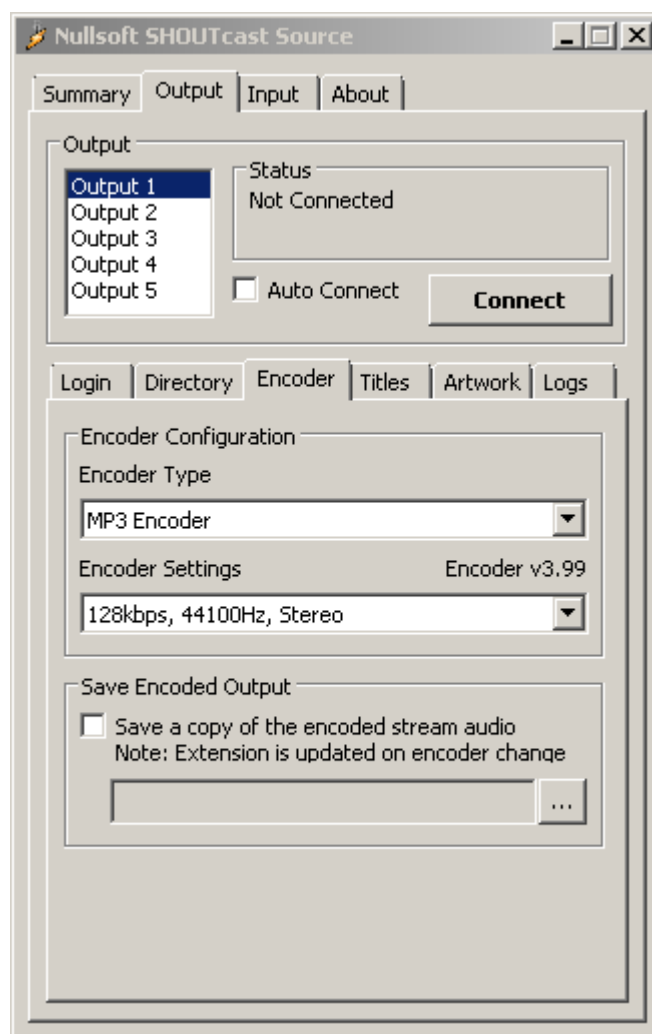 Nullsoft SHOUTcast Source
Summary Output Input About
Output
Output 1
Output 2
Output 3
Output 4
Output 5
Status
Not Connected
Auto Connect
Connect
Login Directory Encoder Titles Artwork Logs
Encoder Configuration
Encoder Type
MP3 Encoder
Encoder Settings Encoder v3.99
128kbps, 44100Hz, Stereo
Save Encoded Output
Save a copy of the encoded stream audio
Note: Extension is updated on encoder change
...